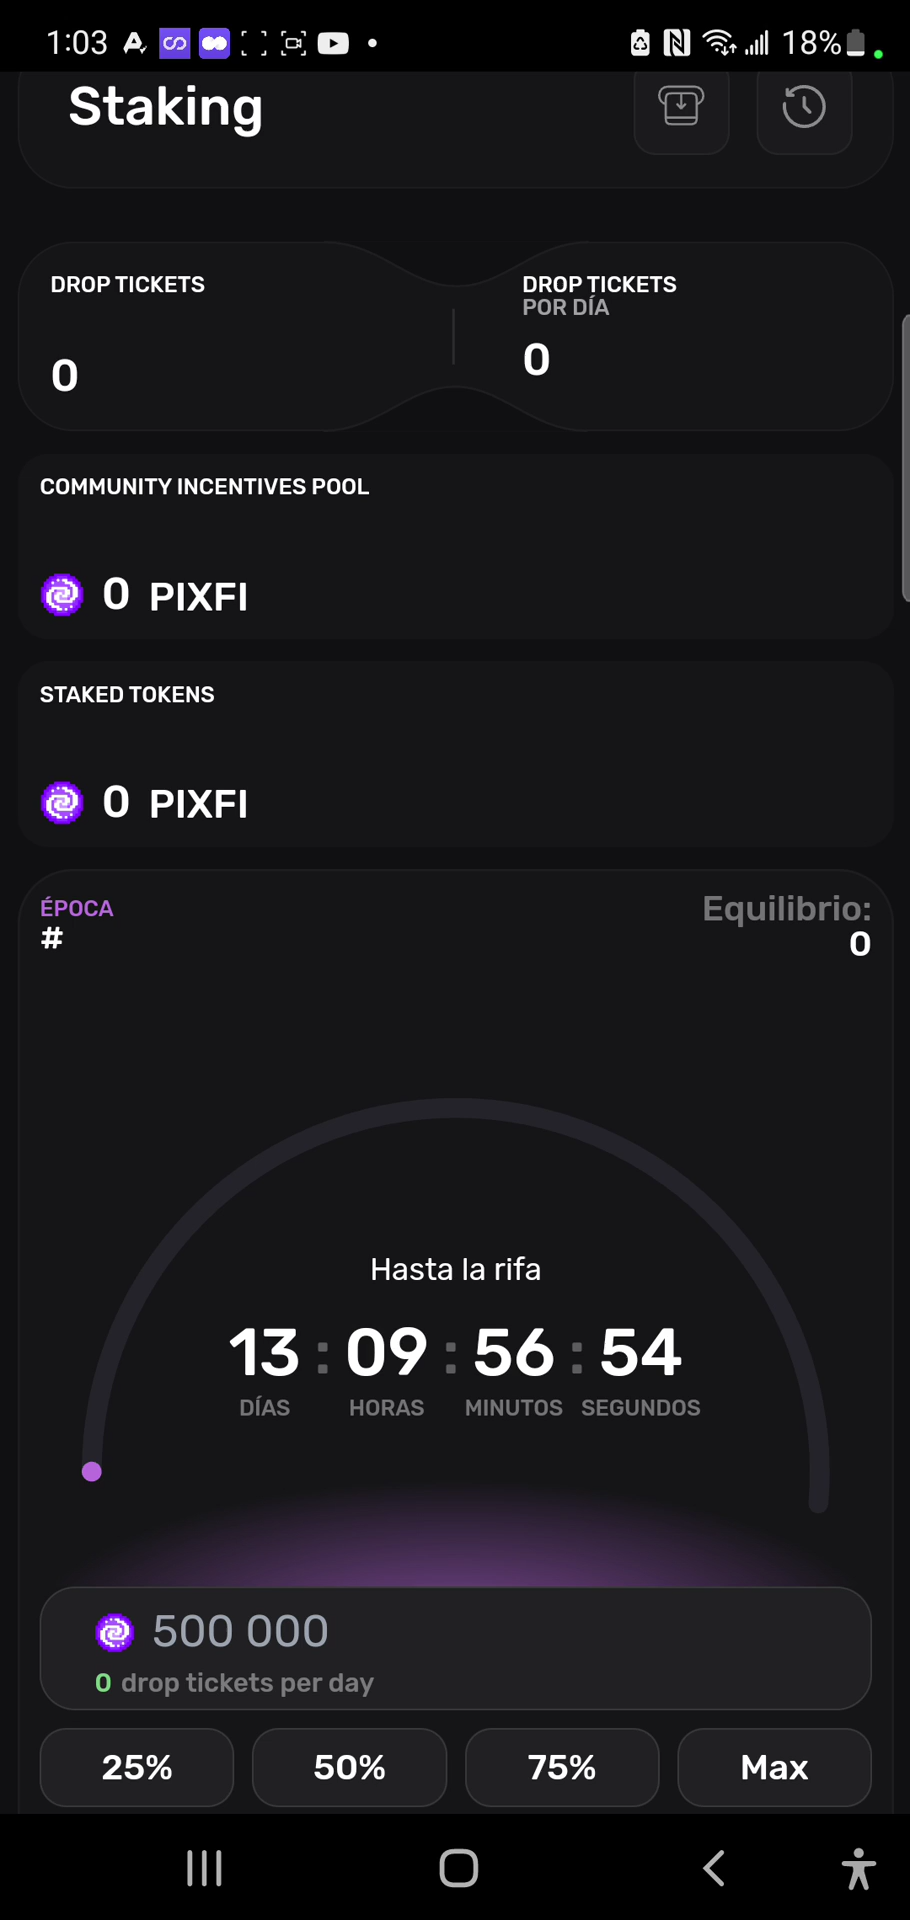 1:03
18%
Staking
DROP TICKETS
0
DROP TICKETS
POR DÍA
0
COMMUNITY INCENTIVES POOL
0 PIXFI
STAKED TOKENS
0 PIXFI
ÉPOCA
#
Equilibrio:
0
Hasta la rifa
13 : 09 : 56 : 54
DÍAS HORAS MINUTOS SEGUNDOS
500 000
0 drop tickets per day
25% 50% 75% Max